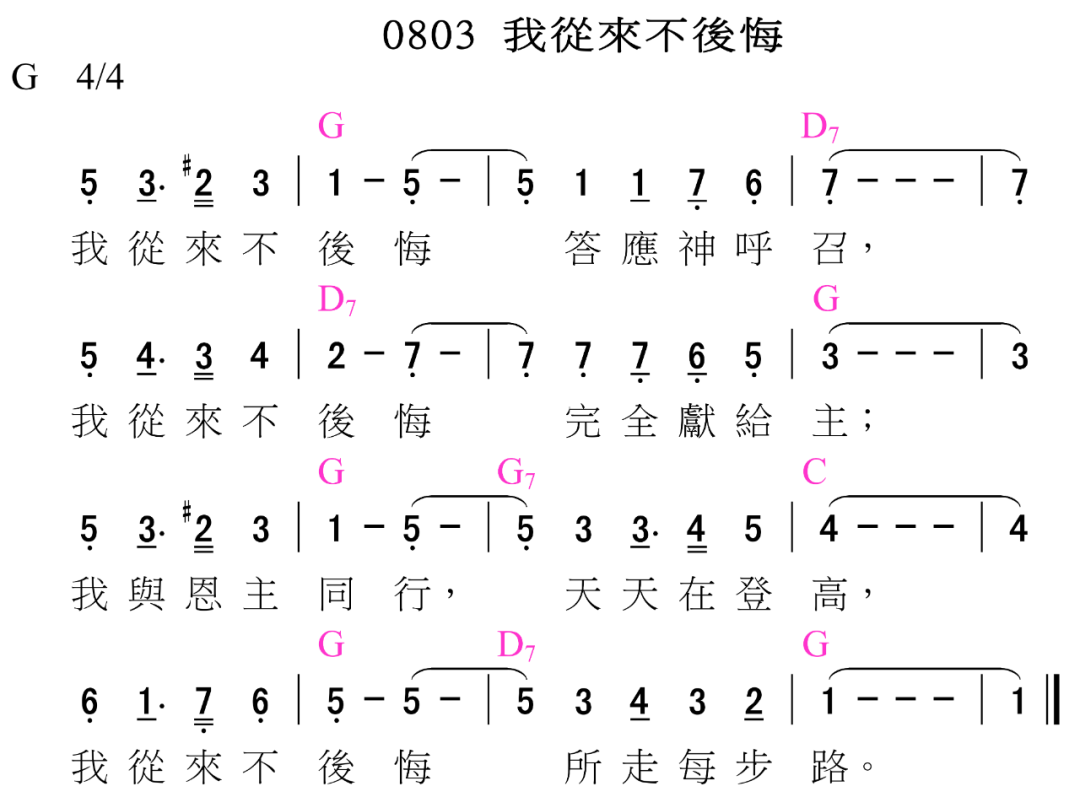 0803 我從來不後悔
G 4/4
G D7
5 3. #2 3 | 1 - 5 - | 5 1 1 7 6 | 7 - - - | 7
我從來不後悔 答應神呼召，
D7 G
5 4. 3 4 | 2 - 7 - | 7 7 7 6 5 | 3 - - - | 3
我從來不後悔 完全獻給主；
G G7 C
5 3. #2 3 | 1 - 5 - | 5 3 3. 4 5 | 4 - - - | 4
我與恩主同行， 天天在登高，
G D7 G
6 1. 7 6 | 5 - 5 - | 5 3 4 3 2 | 1 - - - | 1 ‖
我從來不後悔 所走每步路。